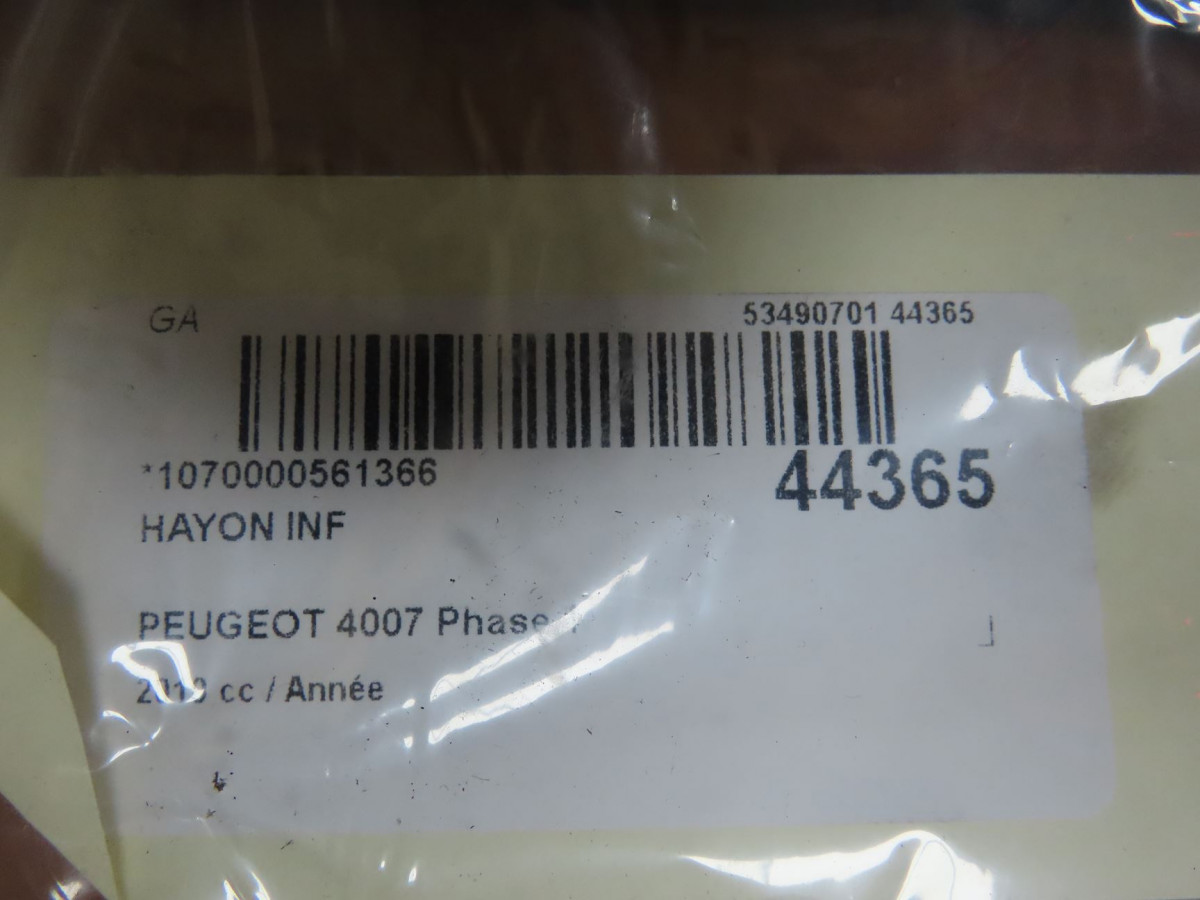 GA
53490701 44365
*1070000561366
44365
HAYON INF
PEUGEOT 4007 Phase
cc / Année